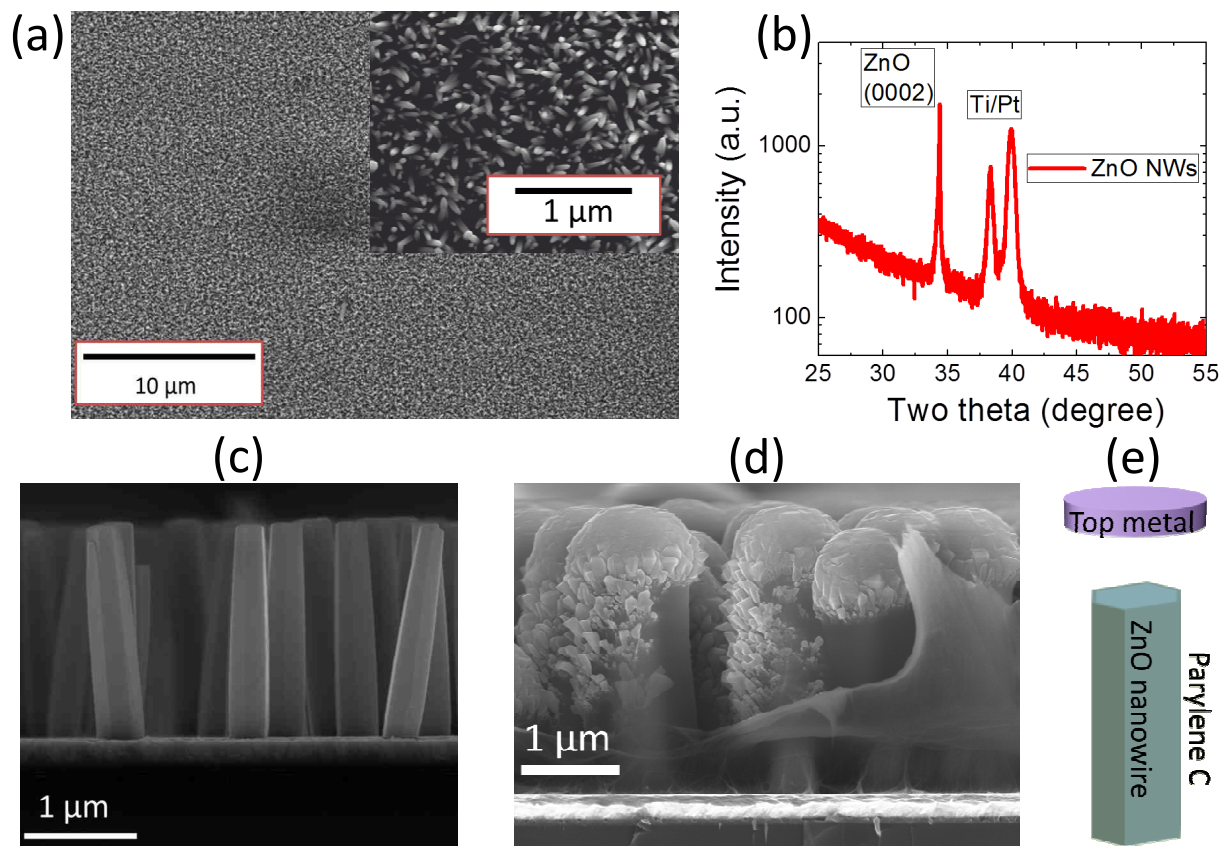 (a)
1 μm
10 μm
(b)
ZnO
(0002)
Ti/Pt
ZnO NWs
1000
100
Intensity (a.u.)
25 30 35 40 45 50 55
Two theta (degree)
(c)
1 μm
(d)
1 μm
(e)
Top metal
ZnO nanowire
Parylene C